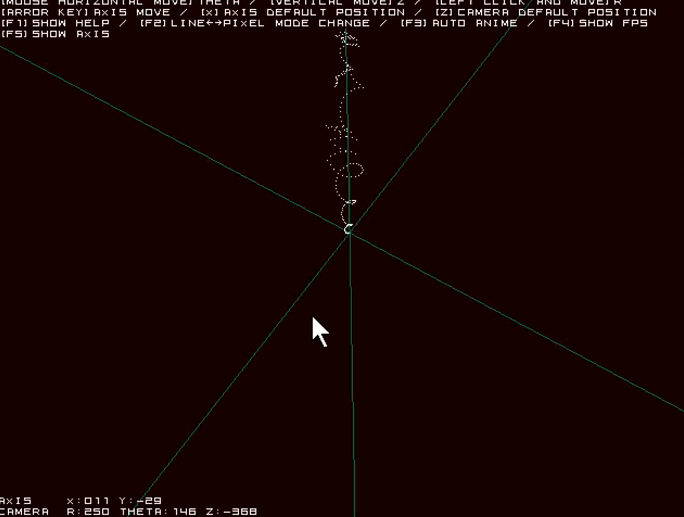 [MOUSE HORIZONTAL MOVE]THETA / [VERTICAL MOVE]Z / [LEFT CLICK AND MOVE]R
[ARROR KEY]AXIS MOVE / [X]AXIS DEFAULT POSITION / [Z]CAMERA DEFAULT POSITION
[F1]SHOW HELP / [F2]LINE↔PIXEL MODE CHANGE / [F3]AUTO ANIME / [F4]SHOW FPS
[F5]SHOW AXIS
AXIS X:011 Y:-29
CAMERA R:250 THETA:146 Z:-368